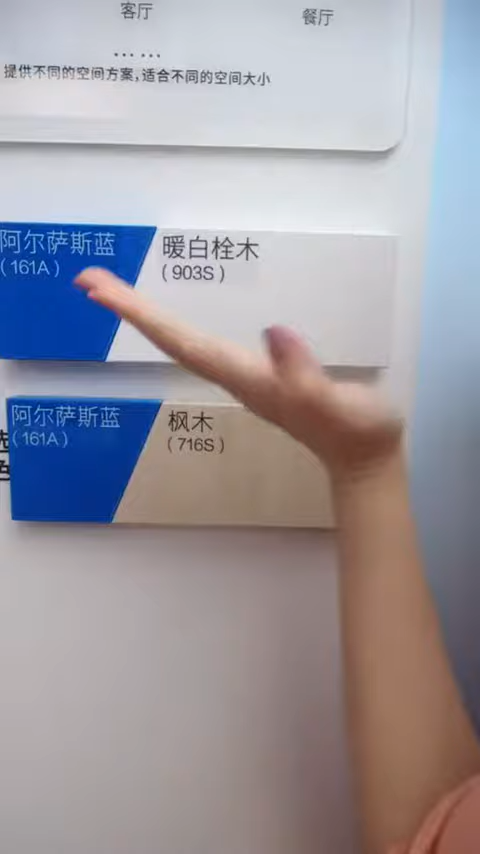 客厅 餐厅
……
提供不同的空间方案,适合不同的空间大小
阿尔萨斯蓝 暖白栓木
(161A) (903S)
阿尔萨斯蓝 枫木
(161A) (716S)
色